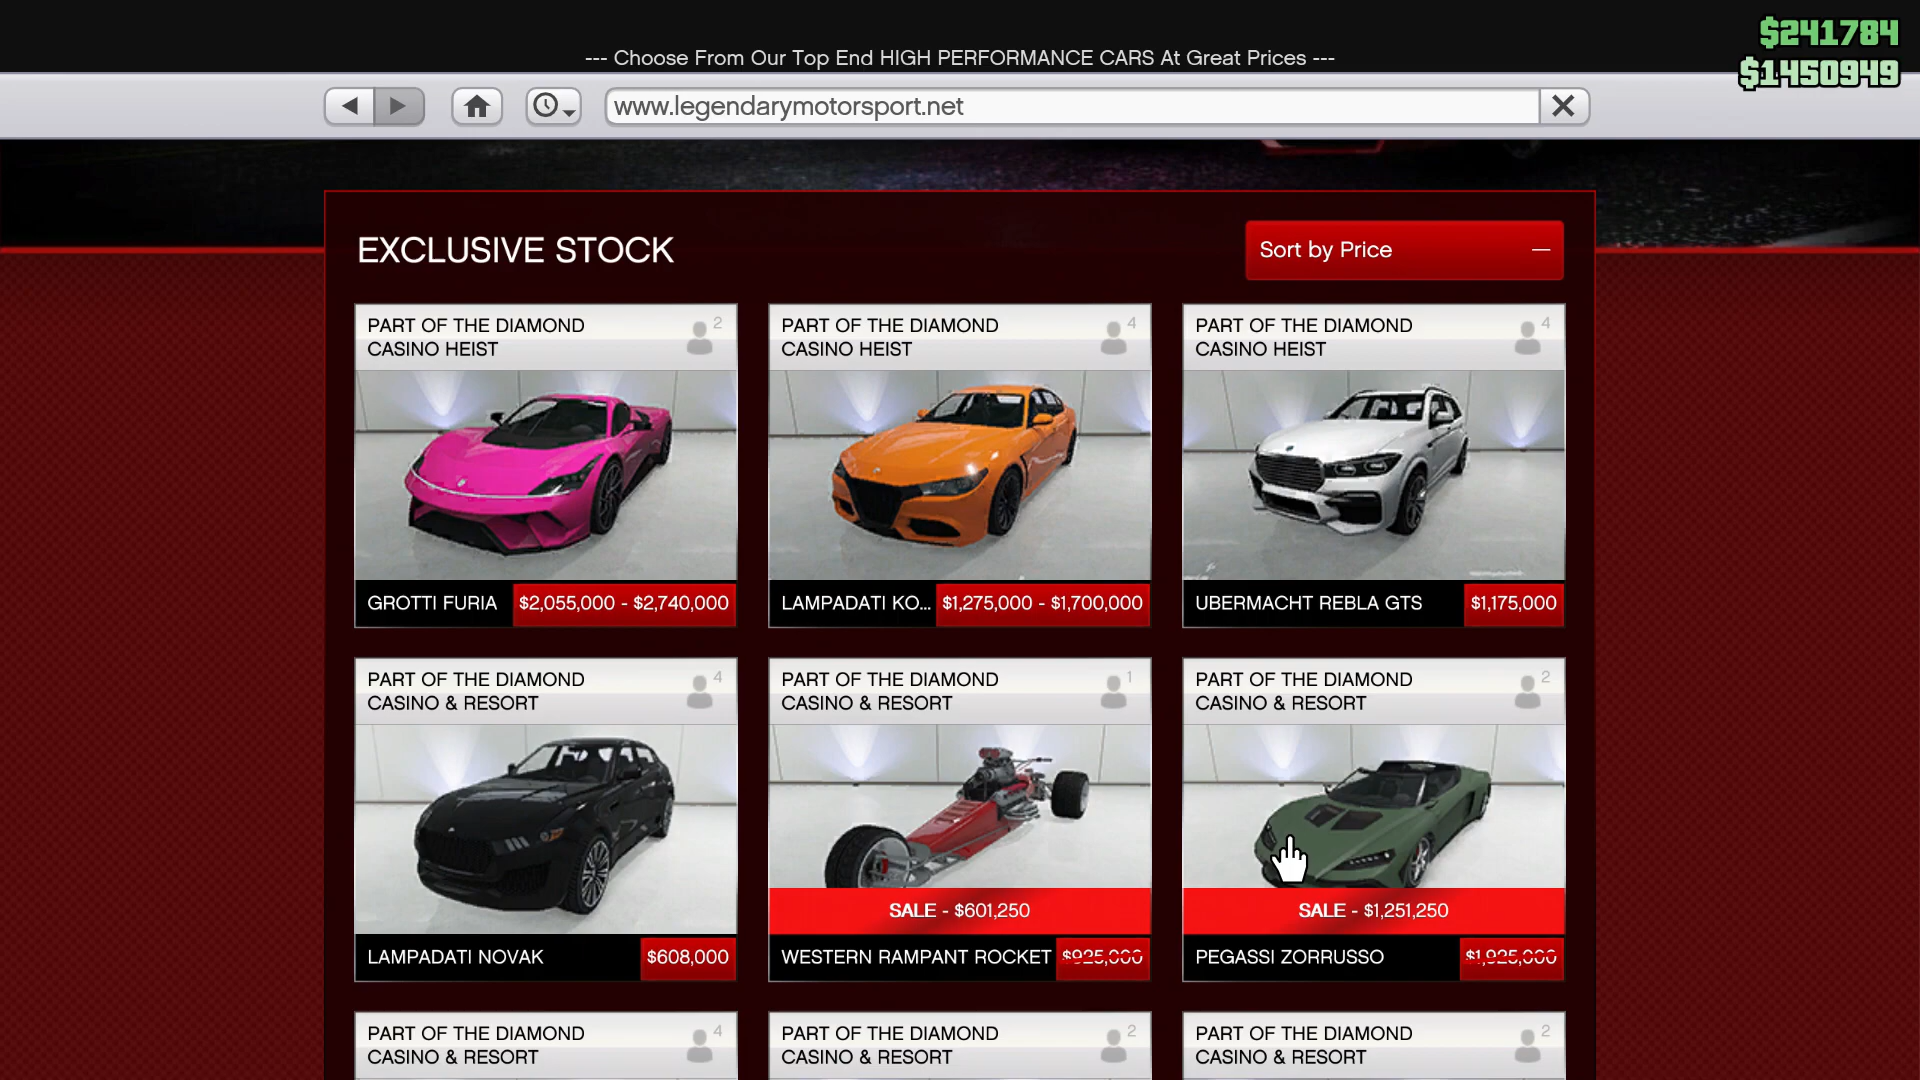 $241784
--- Choose From Our Top End HIGH PERFORMANCE CARS At Great Prices ---
$1450949
www.legendarymotorsport.net
EXCLUSIVE STOCK
Sort by Price
PART OF THE DIAMOND
CASINO HEIST
2
PART OF THE DIAMOND
CASINO HEIST
4
PART OF THE DIAMOND
CASINO HEIST
4
GROTTI FURIA
$2,055,000 - $2,740,000
LAMPADATI KO...
$1,275,000 - $1,700,000
UBERMACHT REBLA GTS
$1,175,000
PART OF THE DIAMOND
CASINO & RESORT
4
PART OF THE DIAMOND
CASINO & RESORT
1
PART OF THE DIAMOND
CASINO & RESORT
2
SALE - $601,250
SALE - $1,251,250
LAMPADATI NOVAK
$608,000
WESTERN RAMPANT ROCKET
$925,000
PEGASSI ZORRUSSO
$1,925,000
PART OF THE DIAMOND
CASINO & RESORT
4
PART OF THE DIAMOND
CASINO & RESORT
2
PART OF THE DIAMOND
CASINO & RESORT
2